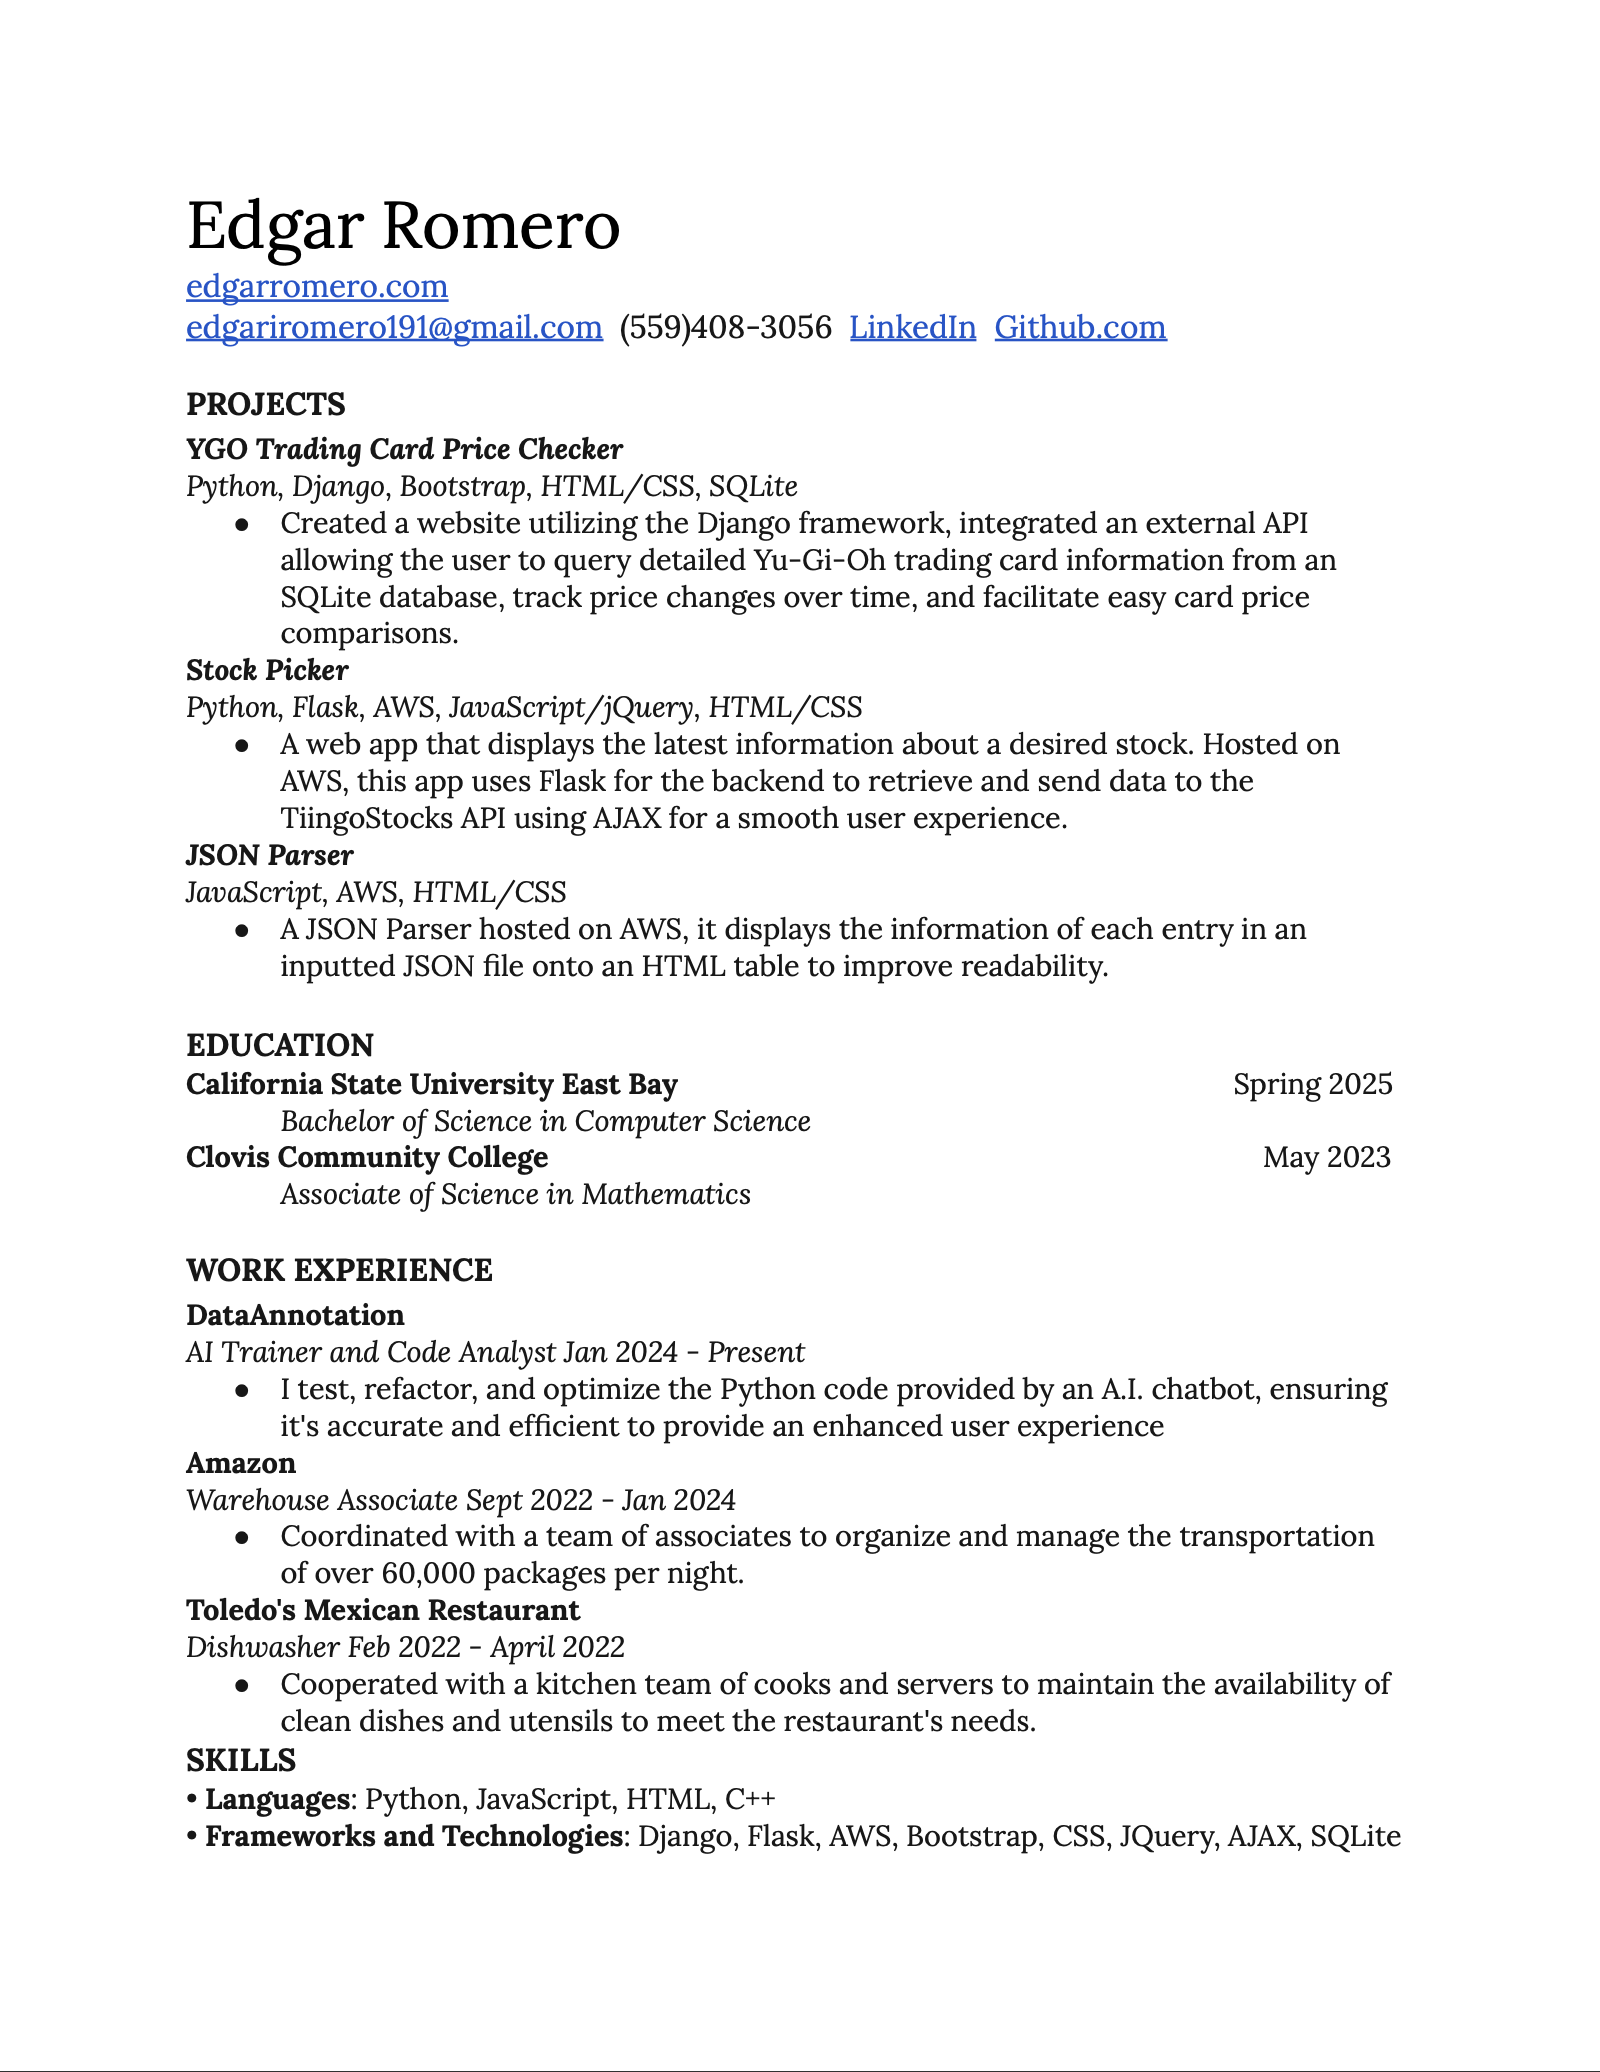 Edgar Romero
edgarromero.com
edgariromero191@gmail.com (559)408-3056 LinkedIn Github.com
PROJECTS
YGO Trading Card Price Checker
Python, Django, Bootstrap, HTML/CSS, SQLite
● Created a website utilizing the Django framework, integrated an external API
allowing the user to query detailed Yu-Gi-Oh trading card information from an
SQLite database, track price changes over time, and facilitate easy card price
comparisons.
Stock Picker
Python, Flask, AWS, JavaScript/jQuery, HTML/CSS
● A web app that displays the latest information about a desired stock. Hosted on
AWS, this app uses Flask for the backend to retrieve and send data to the
TiingoStocks API using AJAX for a smooth user experience.
JSON Parser
JavaScript, AWS, HTML/CSS
● A JSON Parser hosted on AWS, it displays the information of each entry in an
inputted JSON file onto an HTML table to improve readability.
EDUCATION
California State University East Bay Spring 2025
Bachelor of Science in Computer Science
Clovis Community College May 2023
Associate of Science in Mathematics
WORK EXPERIENCE
DataAnnotation
AI Trainer and Code Analyst Jan 2024 - Present
● I test, refactor, and optimize the Python code provided by an A.I. chatbot, ensuring
it's accurate and efficient to provide an enhanced user experience
Amazon
Warehouse Associate Sept 2022 - Jan 2024
● Coordinated with a team of associates to organize and manage the transportation
of over 60,000 packages per night.
Toledo's Mexican Restaurant
Dishwasher Feb 2022 - April 2022
● Cooperated with a kitchen team of cooks and servers to maintain the availability of
clean dishes and utensils to meet the restaurant's needs.
SKILLS
• Languages: Python, JavaScript, HTML, C++
• Frameworks and Technologies: Django, Flask, AWS, Bootstrap, CSS, JQuery, AJAX, SQLite